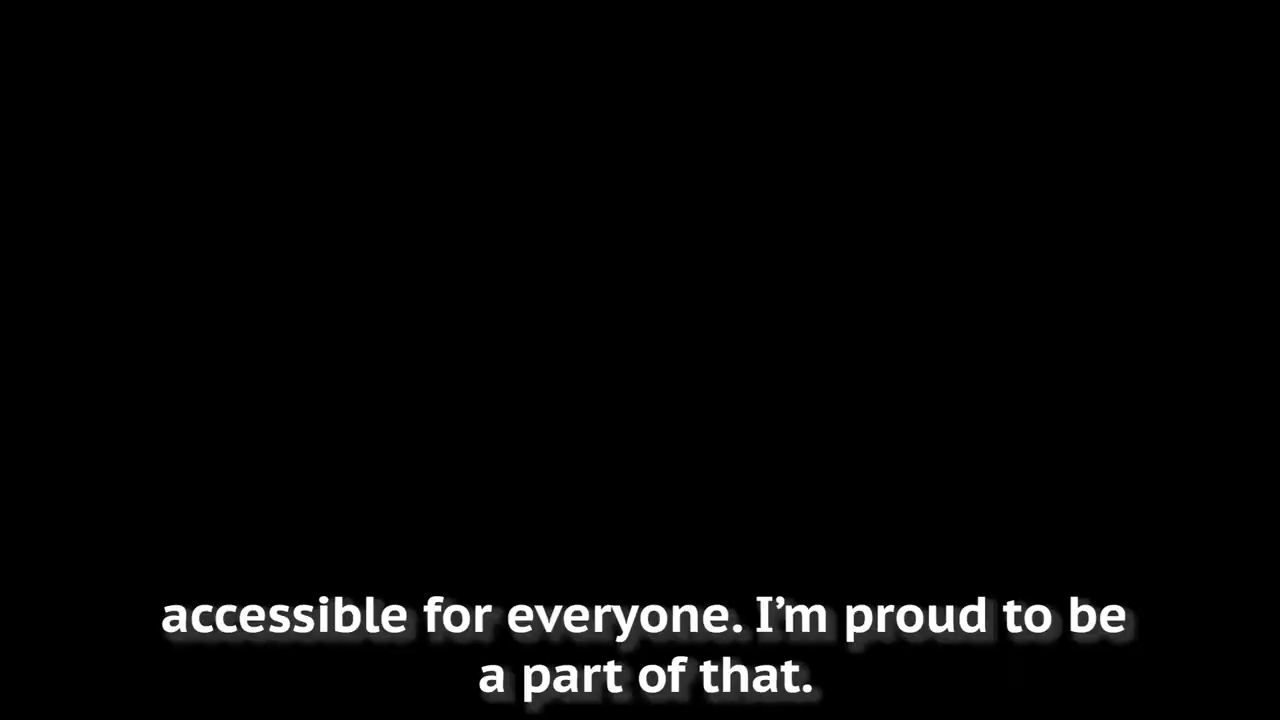 accessible for everyone. I’m proud to be
a part of that.